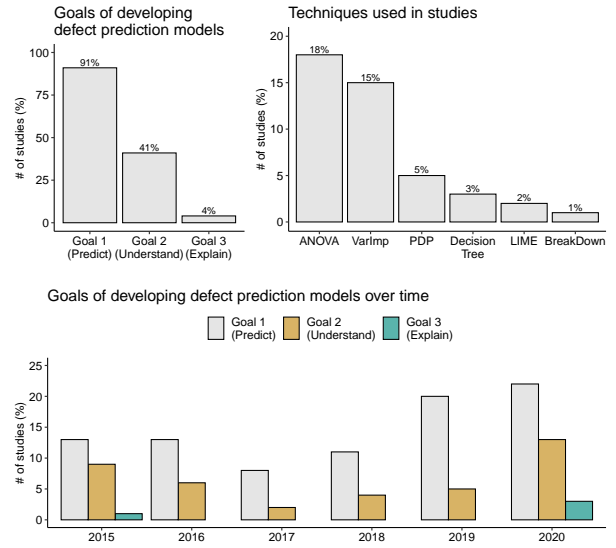 Goals of developing
defect prediction models
# of studies (%)
100
75
50
25
0
91%
41%
4%
Goal 1
(Predict)
Goal 2
(Understand)
Goal 3
(Explain)
Techniques used in studies
# of studies (%)
20
15
10
5
0
18%
15%
5%
3%
2%
1%
ANOVA
VarImp
PDP
Decision
Tree
LIME
BreakDown
Goals of developing defect prediction models over time
Goal 1
(Predict)
Goal 2
(Understand)
Goal 3
(Explain)
# of studies (%)
25
20
15
10
5
0
2015
2016
2017
2018
2019
2020